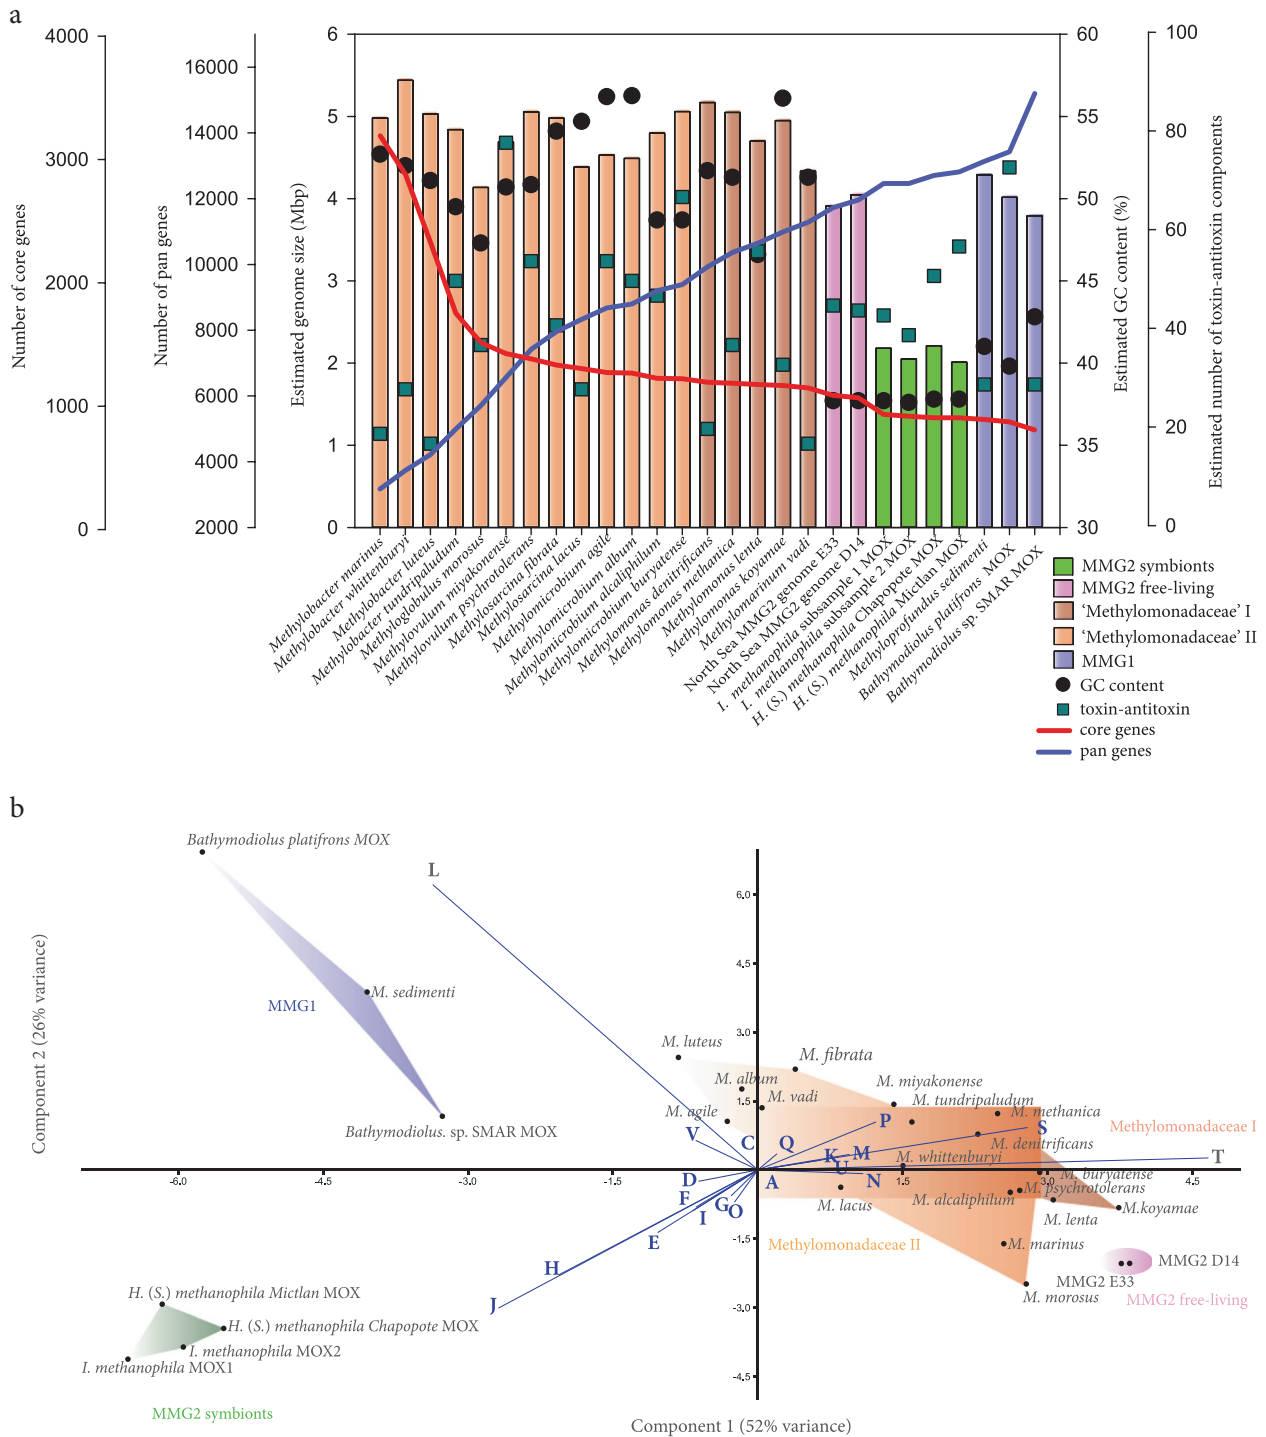 a
4000
3000
2000
1000
0
Number of core genes
16000
14000
12000
10000
8000
6000
4000
2000
Number of pan genes
6
5
4
3
2
1
0
Estimated genome size (Mbp)
60
55
50
45
40
35
30
Estimated GC content (%)
100
80
60
40
20
0
Estimated number of toxin-antitoxin components
Methylobacter marinus
Methylobacter whittenburyi
Methylobacter luteus
Methylobacter tundripaludum
Methyloglobulus morosus
Methylovulum miyakonense
Methylovulum psychrotolerans
Methylosarcina fibrata
Methylosarcina lacus
Methylomicrobium agile
Methylomicrobium album
Methylomicrobium alcaliphilum
Methylomicrobium buryatense
Methylomonas denitrificans
Methylomonas methanica
Methylomonas lenta
Methylomonas koyamae
Methylomarinum vadi
North Sea MMG2 genome E33
North Sea MMG2 genome D14
I. methanophila subsample 1 MOX
I. methanophila subsample 2 MOX
H. (S.) methanophila Chapopote MOX
H. (S.) methanophila Mictlan MOX
Methyloprofundus sedimenti
Bathymodiolus platifrons MOX
Bathymodiolus sp. SMAR MOX
MMG2 symbionts
MMG2 free-living
‘Methylomonadaceae’ I
‘Methylomonadaceae’ II
MMG1
GC content
toxin-antitoxin
core genes
pan genes
b
Bathymodiolus platifrons MOX
L
6.0
4.5
3.0
1.5
-1.5
-3.0
-4.5
Component 2 (26% variance)
M. sedimenti
MMG1
Bathymodiolus. sp. SMAR MOX
M. luteus
M. fibrata
M. album
M. vadi
M. agile
M. miyakonense
M. tundripaludum
M. methanica
M. denitrificans
Methylomonadaceae I
P
S
V
C
Q
K
M
U
M. whittenburyi
T
-6.0
-4.5
-3.0
-1.5
1.5
3.0
4.5
D
A
N
M. buryatense
F
G
O
I
M. lacus
M. alcaliphilum
M. psychrotolerans
M. lenta
M.koyamae
E
Methylomonadaceae II
M. marinus
H
MMG2 D14
MMG2 E33
J
M. morosus
MMG2 free-living
H. (S.) methanophila Mictlan MOX
H. (S.) methanophila Chapopote MOX
I. methanophila MOX2
I. methanophila MOX1
MMG2 symbionts
Component 1 (52% variance)